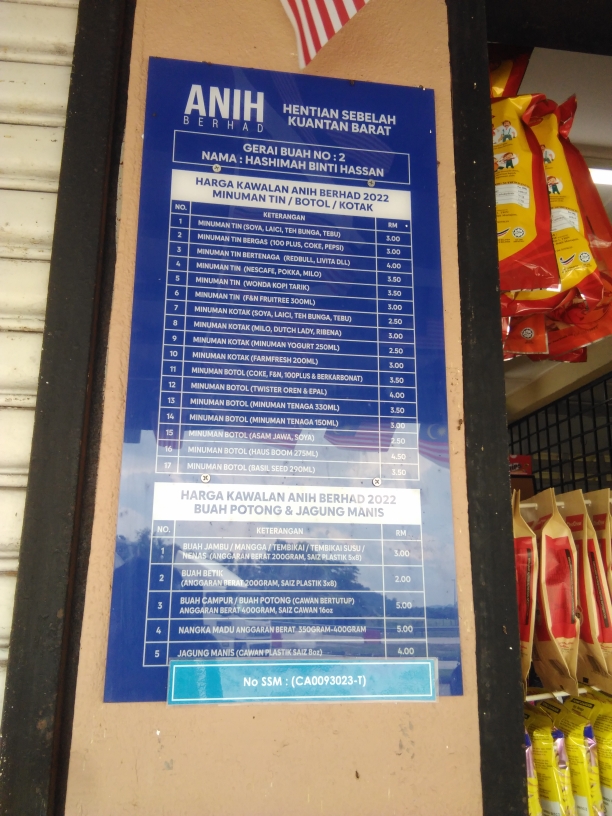 ANIH
BERHAD
HENTIAN SEBELAH
KUANTAN BARAT
GERAI BUAH NO : 2
NAMA : HASHIMAH BINTI HASSAN
HARGA KAWALAN ANIH BERHAD 2022
MINUMAN TIN / BOTOL / KOTAK
NO. KETERANGAN RM
1 MINUMAN TIN (SOYA, LAICI, TEH BUNGA, TEBU) 3.00
2 MINUMAN TIN BERGAS (100 PLUS, COKE, PEPSI) 3.00
3 MINUMAN TIN BERTENAGA (REDBULL, LIVITA DLL) 4.00
4 MINUMAN TIN (NESCAFE, POKKA, MILO) 3.50
5 MINUMAN TIN (WONDA KOPI TARIK) 3.50
6 MINUMAN TIN (F&N FRUITREE 300ML) 3.00
7 MINUMAN KOTAK (SOYA, LAICI, TEH BUNGA, TEBU) 2.50
8 MINUMAN KOTAK (MILO, DUTCH LADY, RIBENA) 3.00
9 MINUMAN KOTAK (MINUMAN YOGURT 250ML) 2.50
10 MINUMAN KOTAK (FARMFRESH 200ML) 3.00
11 MINUMAN BOTOL (COKE, F&N, 100PLUS & BERKARBONAT) 3.50
12 MINUMAN BOTOL (TWISTER OREN & EPAL) 4.00
13 MINUMAN BOTOL (MINUMAN TENAGA 330ML) 3.50
14 MINUMAN BOTOL (MINUMAN TENAGA 150ML) 3.00
15 MINUMAN BOTOL (ASAM JAWA, SOYA) 2.50
16 MINUMAN BOTOL (HAUS BOOM 275ML) 4.50
17 MINUMAN BOTOL (BASIL SEED 290ML) 3.50
HARGA KAWALAN ANIH BERHAD 2022
BUAH POTONG & JAGUNG MANIS
NO. KETERANGAN RM
1 BUAH JAMBU / MANGGA / TEMBIKAI / TEMBIKAI SUSU / 3.00
NENAS (ANGGARAN BERAT 200GRAM, SAIZ PLASTIK 5x8)
2 BUAH BETIK 2.00
(ANGGARAN BERAT 200GRAM, SAIZ PLASTIK 3x8)
3 BUAH CAMPUR / BUAH POTONG (CAWAN BERTUTUP) 5.00
ANGGARAN BERAT 400GRAM, SAIZ CAWAN 16oz
4 NANGKA MADU ANGGARAN BERAT 350GRAM-400GRAM 5.00
5 JAGUNG MANIS (CAWAN PLASTIK SAIZ 8oz) 4.00
No SSM : (CA0093023-T)